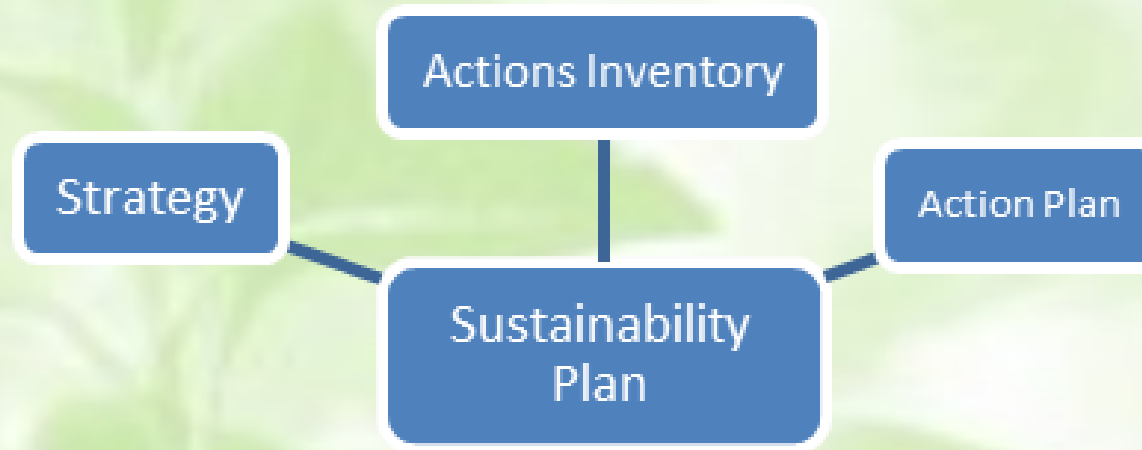 Actions Inventory
Strategy
Action Plan
Sustainability
Plan